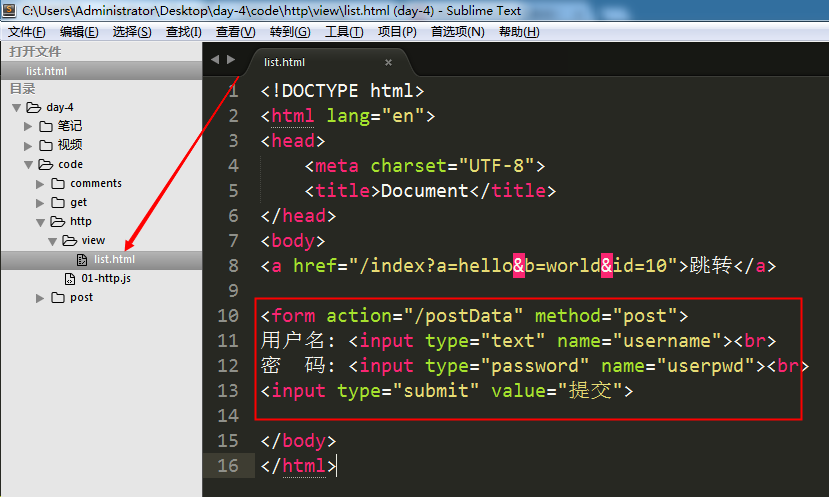 C:\Users\Administrator\Desktop\day-4\code\http\view\list.html (day-4) - Sublime Text
文件(F) 编辑(E) 选择(S) 查找(I) 查看(V) 转到(G) 工具(T) 项目(P) 首选项(N) 帮助(H)
打开文件
list.html
目录
day-4
笔记
视频
code
comments
get
http
view
list.html
01-http.js
post
list.html ×
1 <!DOCTYPE html>
2 <html lang="en">
3 <head>
4     <meta charset="UTF-8">
5     <title>Document</title>
6 </head>
7 <body>
8 <a href="/index?a=hello&b=world&id=10">跳转</a>
9
10 <form action="/postData" method="post">
11 用户名: <input type="text" name="username"><br>
12 密  码: <input type="password" name="userpwd"><br>
13 <input type="submit" value="提交">
14
15 </body>
16 </html>